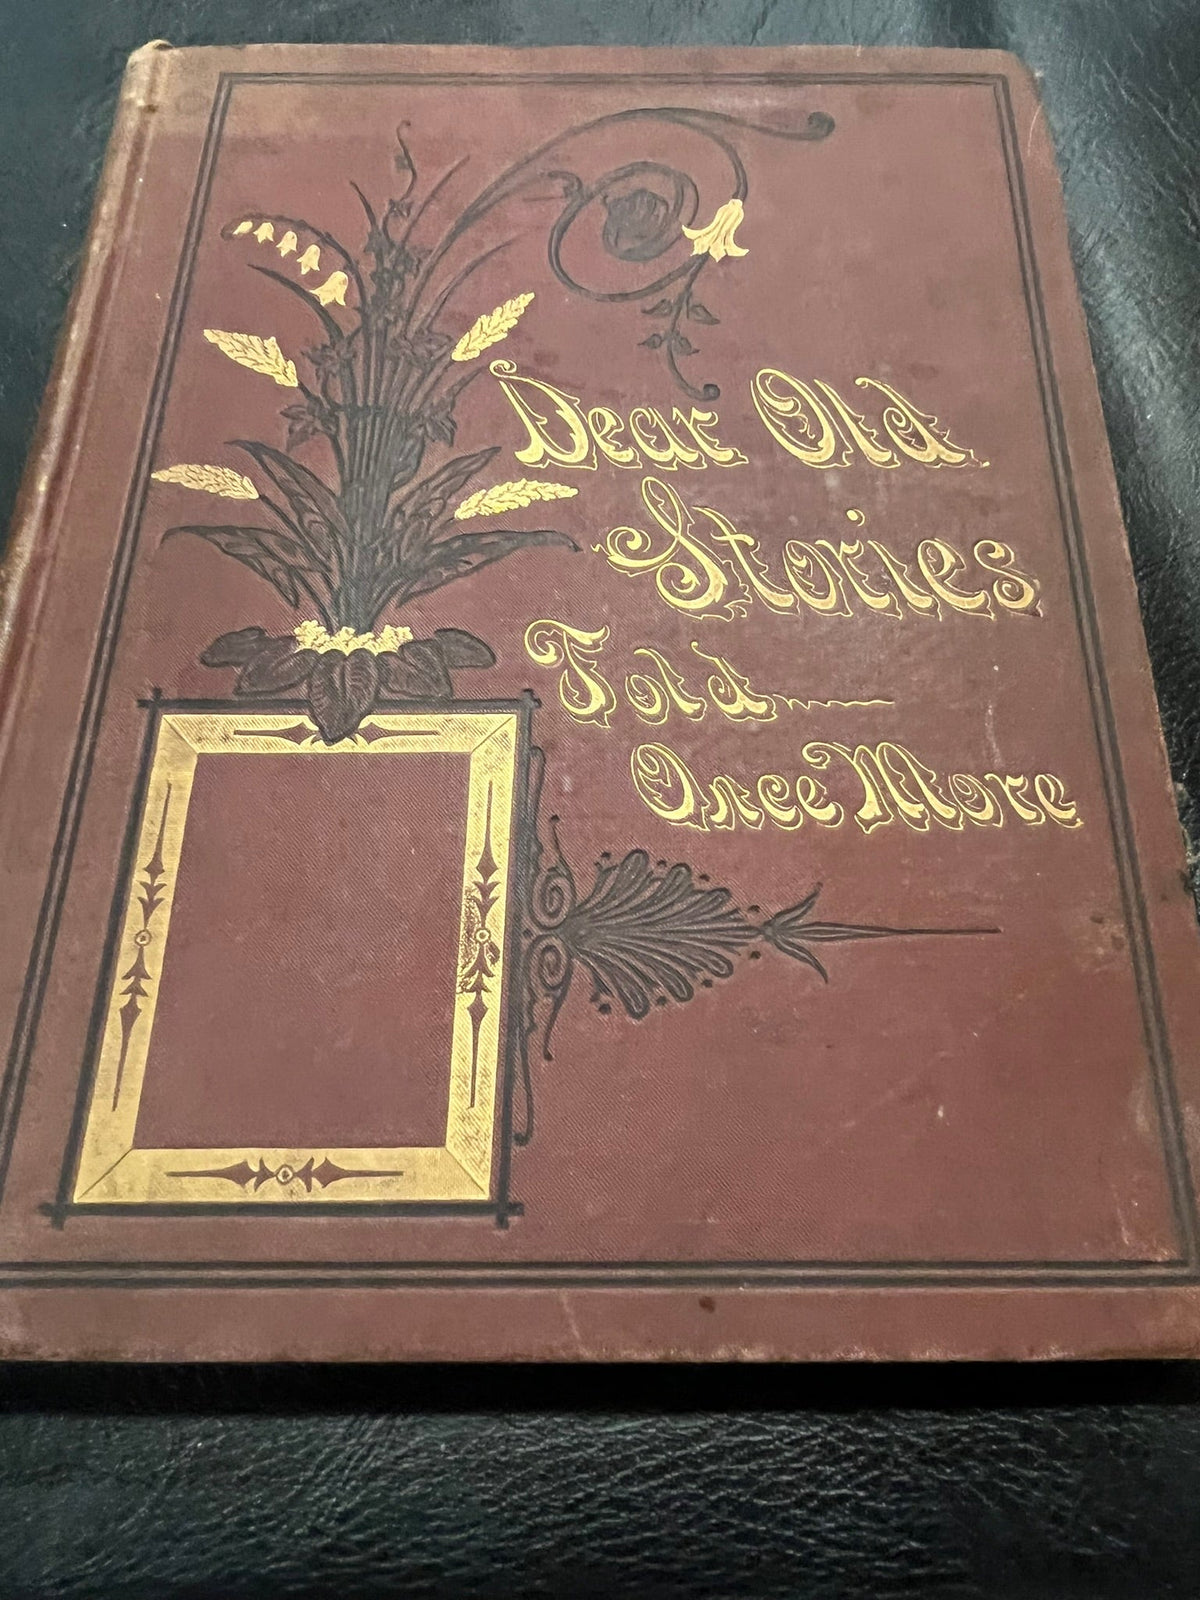 Dear Old
Stories
Told
Once More